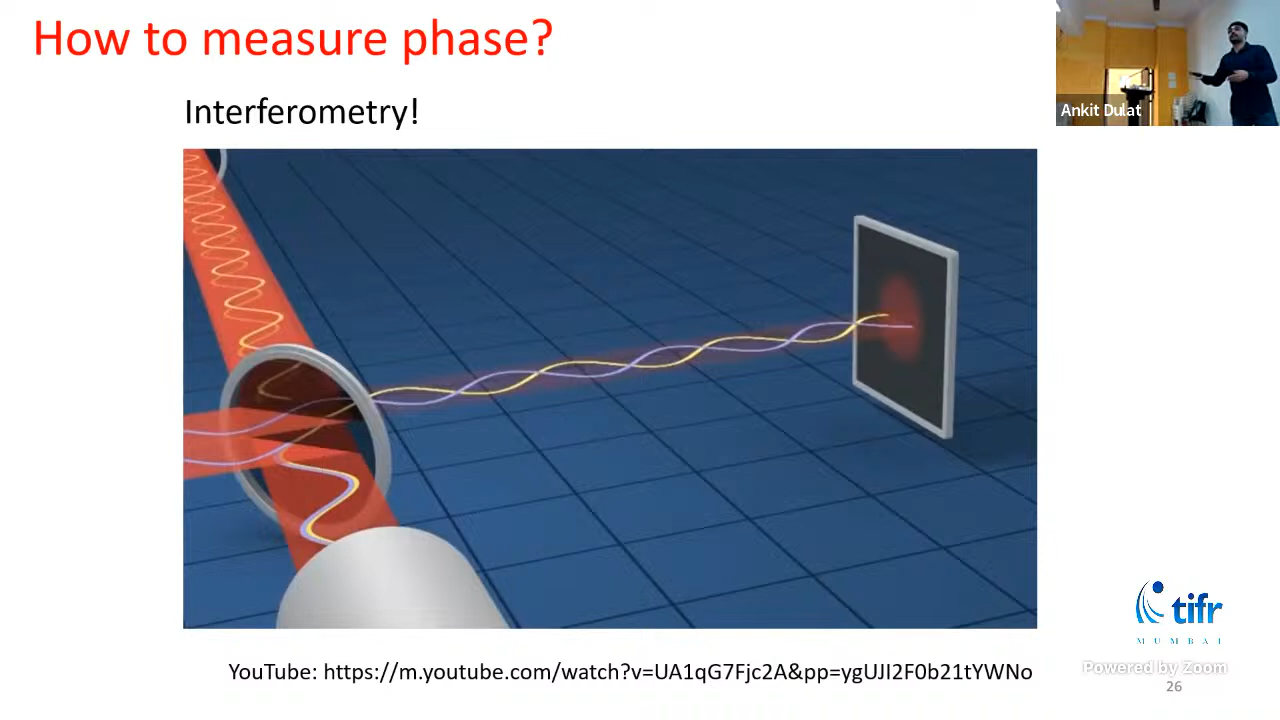 How to measure phase?
Ankit Dulat
Interferometry!
tifr
MUMBAI
YouTube: https://m.youtube.com/watch?v=UA1qG7Fjc2A&pp=ygUJI2F0b21tYWNo
Powered by Zoom
26